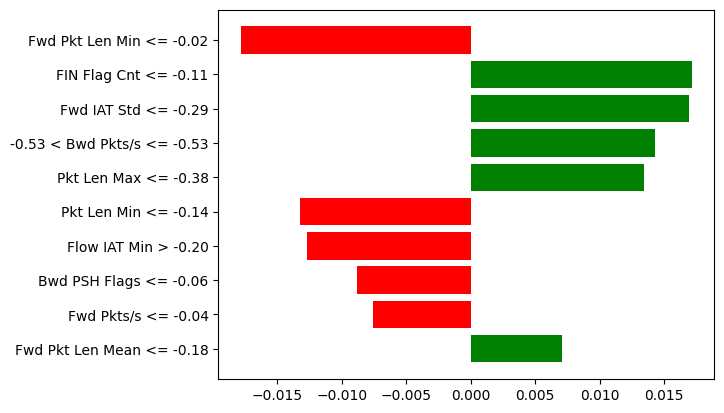 Fwd Pkt Len Min <= -0.02
FIN Flag Cnt <= -0.11
Fwd IAT Std <= -0.29
-0.53 < Bwd Pkts/s <= -0.53
Pkt Len Max <= -0.38
Pkt Len Min <= -0.14
Flow IAT Min > -0.20
Bwd PSH Flags <= -0.06
Fwd Pkts/s <= -0.04
Fwd Pkt Len Mean <= -0.18
−0.015 −0.010 −0.005 0.000 0.005 0.010 0.015